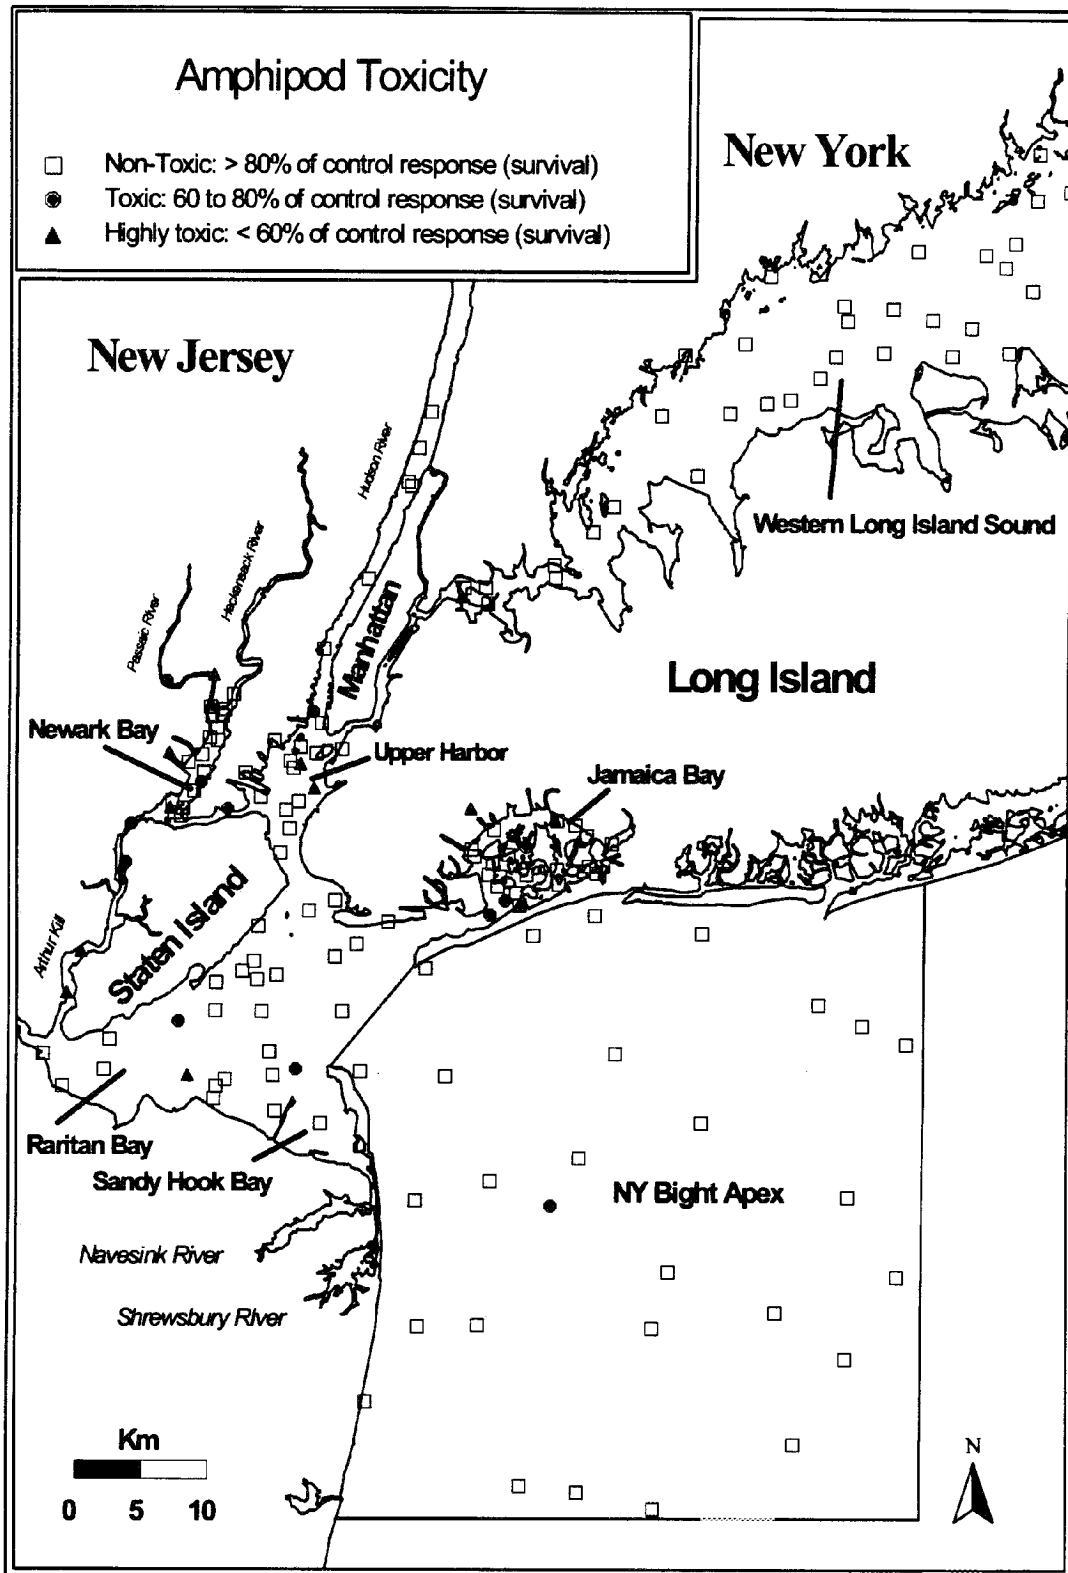 Amphipod Toxicity
Non-Toxic: > 80% of control response (survival)
Toxic: 60 to 80% of control response (survival)
Highly toxic: < 60% of control response (survival)
New York
New Jersey
Hudson River
Hackensack River
Passaic River
Manhattan
Western Long Island Sound
Long Island
Newark Bay
Upper Harbor
Jamaica Bay
Staten Island
Arthur Kill
Raritan Bay
Sandy Hook Bay
NY Bight Apex
Navesink River
Shrewsbury River
Km
0 5 10
N